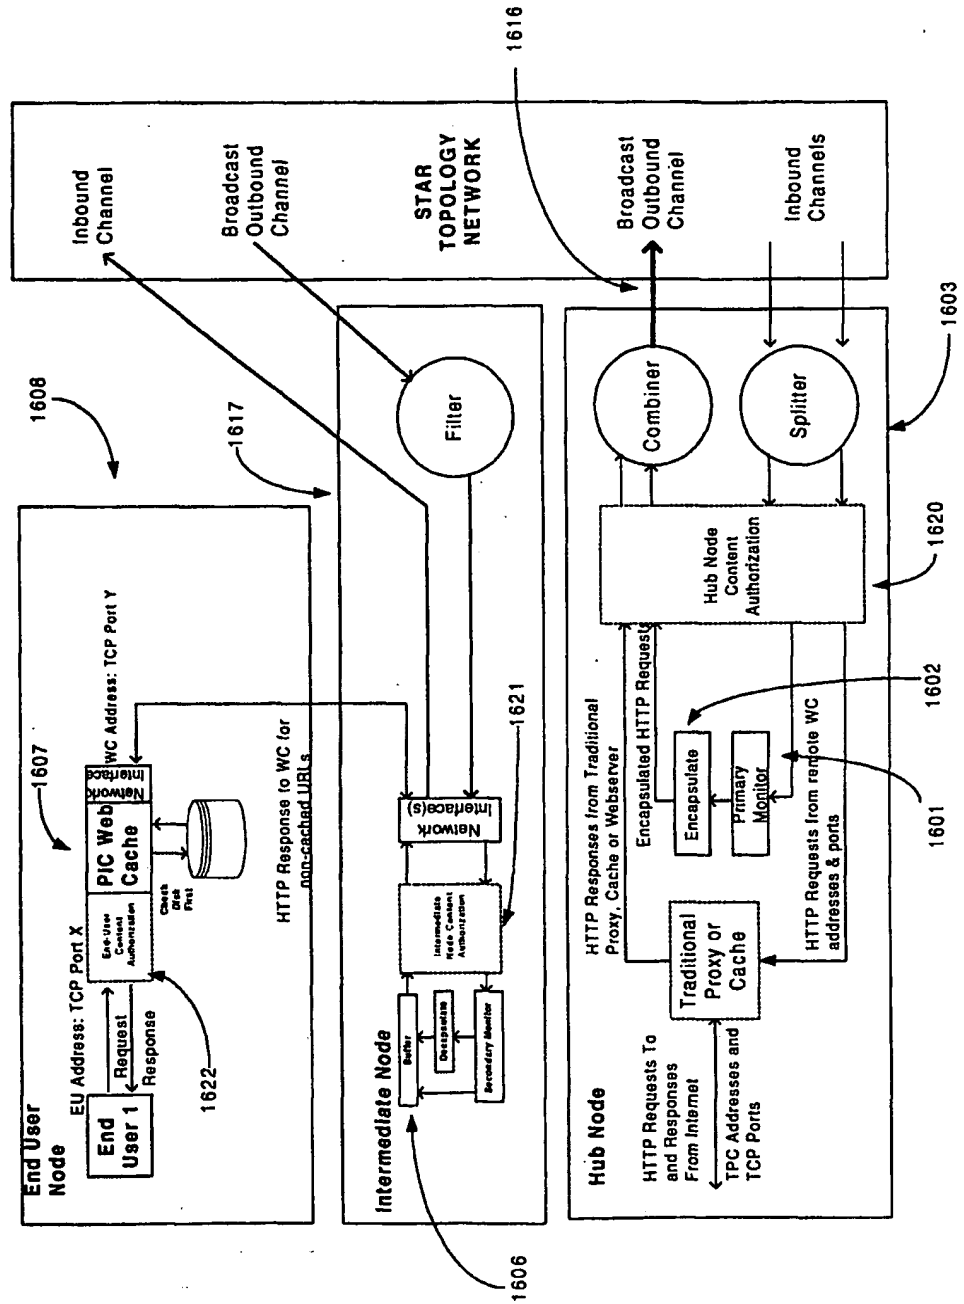 End User
Node
EU Address: TCP Port X
End
User 1
Request
Response
End-User
Content
Authorization
PIC Web
Cache
Network
Interface
WC Address: TCP Port Y
Check
Disk
First
HTTP Response to WC for
non-cached URLs
1607
1608
1622
Intermediate Node
Buffer
Decapsulate
Secondary Monitor
Intermediate
Node Content
Authorization
Network
Interface(s)
Filter
1606
1617
1621
Hub Node
HTTP Requests To
and Responses
From Internet
TPC Addresses and
TCP Ports
Traditional
Proxy or
Cache
HTTP Responses from Traditional
Proxy, Cache or Webserver
Encapsulated HTTP Requests
Encapsulate
Primary
Monitor
HTTP Requests from remote WC
addresses & ports
Hub Node
Content
Authorization
Combiner
Splitter
1601
1602
1620
1603
1616
Inbound
Channel
Broadcast
Outbound
Channel
STAR
TOPOLOGY
NETWORK
Broadcast
Outbound
Channel
Inbound
Channels